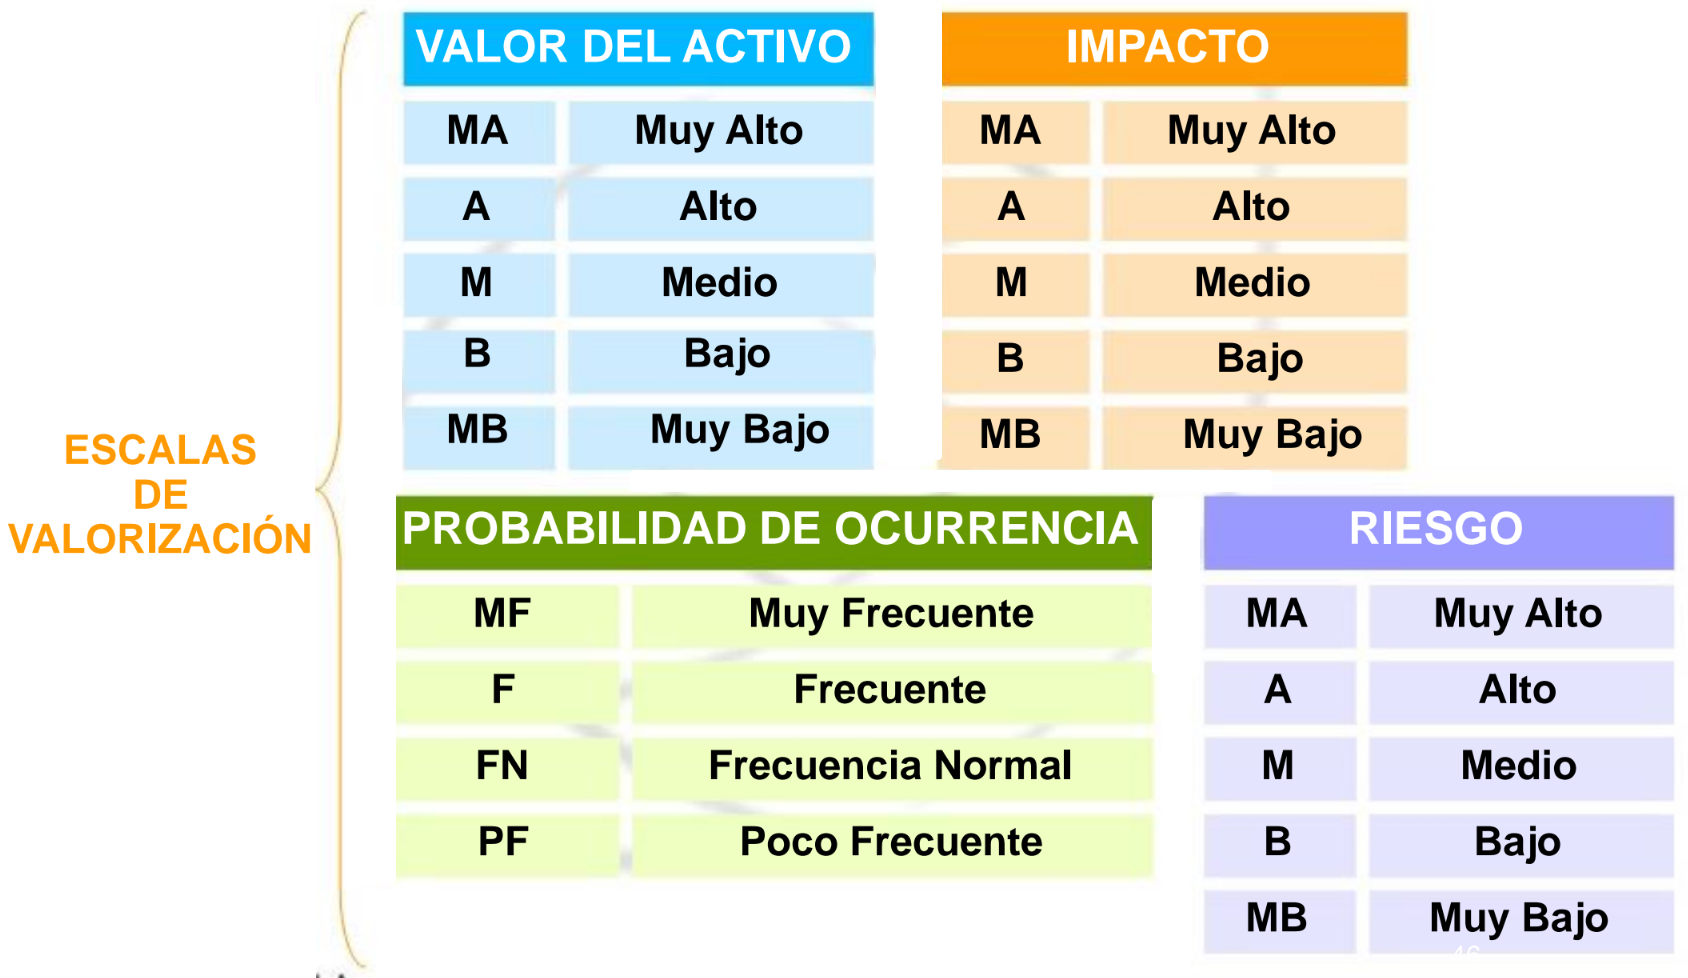 ESCALAS
DE
VALORIZACIÓN
VALOR DEL ACTIVO
MA Muy Alto
A Alto
M Medio
B Bajo
MB Muy Bajo
IMPACTO
MA Muy Alto
A Alto
M Medio
B Bajo
MB Muy Bajo
PROBABILIDAD DE OCURRENCIA
MF Muy Frecuente
F Frecuente
FN Frecuencia Normal
PF Poco Frecuente
RIESGO
MA Muy Alto
A Alto
M Medio
B Bajo
MB Muy Bajo
46